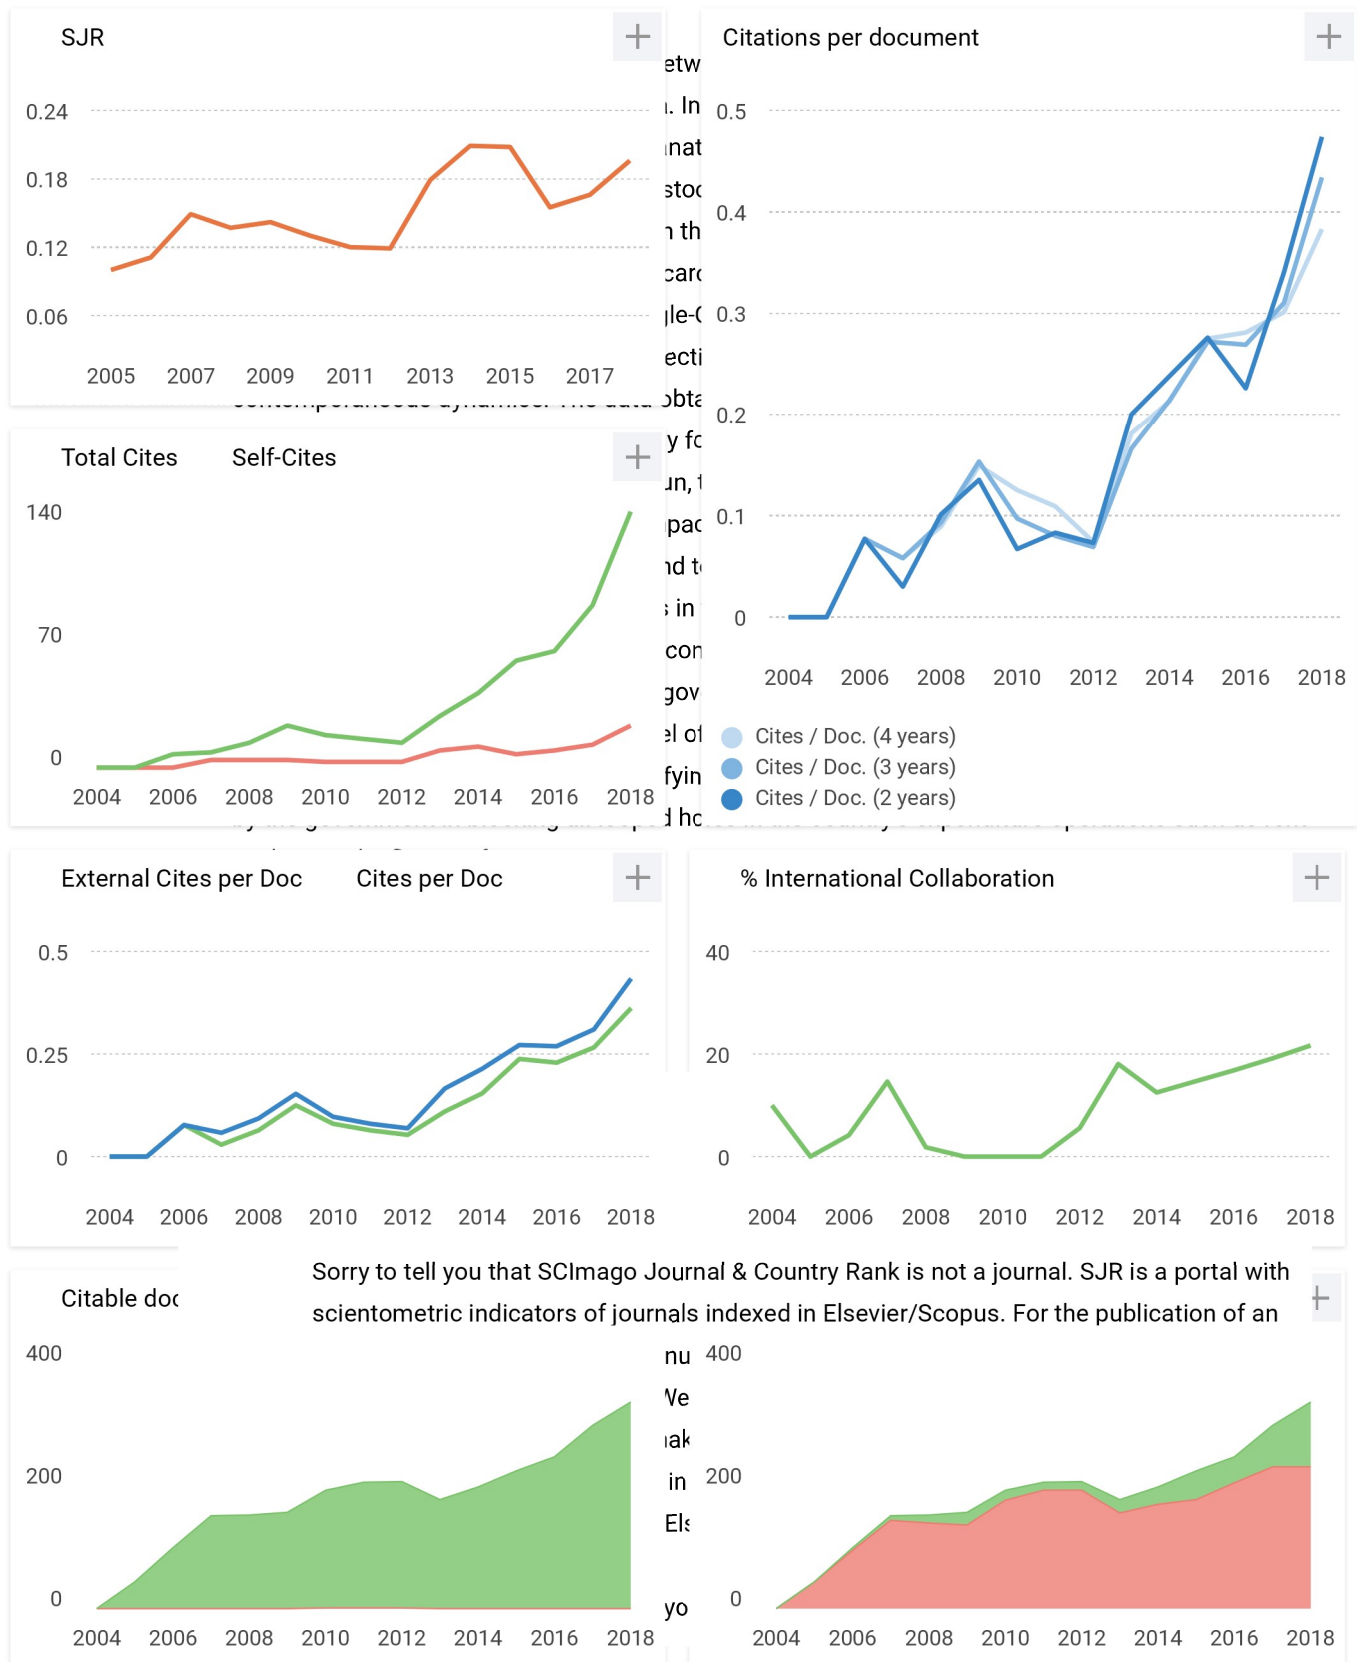 SJR
0.24
0.18
0.12
0.06
2005 2007 2009 2011 2013 2015 2017
Citations per document
0.5
0.4
0.3
0.2
0.1
0
2004 2006 2008 2010 2012 2014 2016 2018
Cites / Doc. (4 years)
Cites / Doc. (3 years)
Cites / Doc. (2 years)
Total Cites Self-Cites
140
70
0
2004 2006 2008 2010 2012 2014 2016 2018
External Cites per Doc Cites per Doc
0.5
0.25
0
2004 2006 2008 2010 2012 2014 2016 2018
% International Collaboration
40
20
0
2004 2006 2008 2010 2012 2014 2016 2018
Sorry to tell you that SCImago Journal & Country Rank is not a journal. SJR is a portal with
scientometric indicators of journals indexed in Elsevier/Scopus. For the publication of an
Citable doc
400
200
0
2004 2006 2008 2010 2012 2014 2016 2018
400
200
0
2004 2006 2008 2010 2012 2014 2016 2018